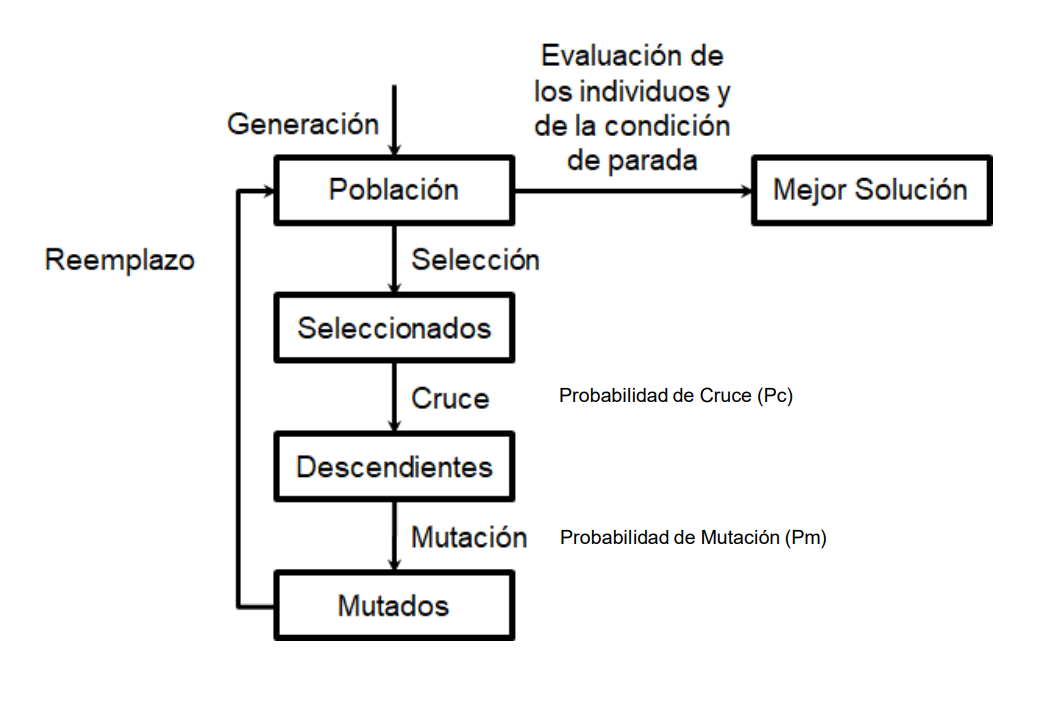 Evaluación de
los individuos y
de la condición
de parada
Generación
Población
Mejor Solución
Reemplazo
Selección
Seleccionados
Cruce
Probabilidad de Cruce (Pc)
Descendientes
Mutación
Probabilidad de Mutación (Pm)
Mutados